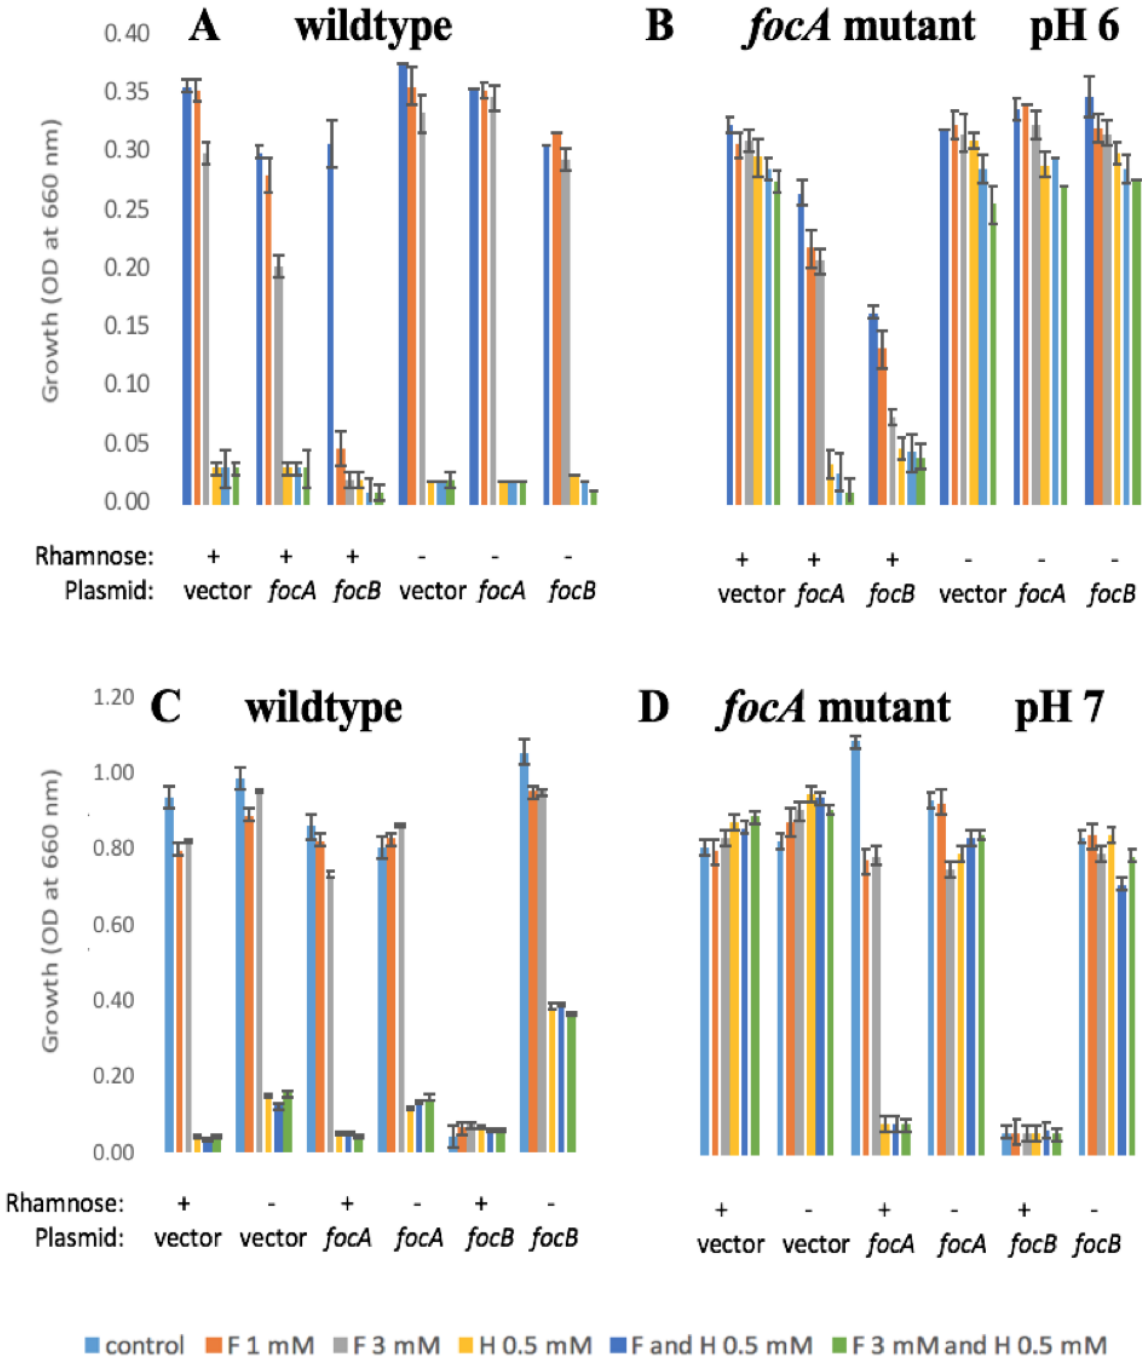 A wildtype
B focA mutant pH 6
Growth (OD at 660 nm)
0.40
0.35
0.30
0.25
0.20
0.15
0.10
0.05
0.00
Rhamnose: + + + - - -
Plasmid: vector focA focB vector focA focB
+ + + - - -
vector focA focB vector focA focB
C wildtype
D focA mutant pH 7
Growth (OD at 660 nm)
1.20
1.00
0.80
0.60
0.40
0.20
0.00
Rhamnose: + - + - + -
Plasmid: vector vector focA focA focB focB
+ - + - + -
vector vector focA focA focB focB
control F 1 mM F 3 mM H 0.5 mM F and H 0.5 mM F 3 mM and H 0.5 mM